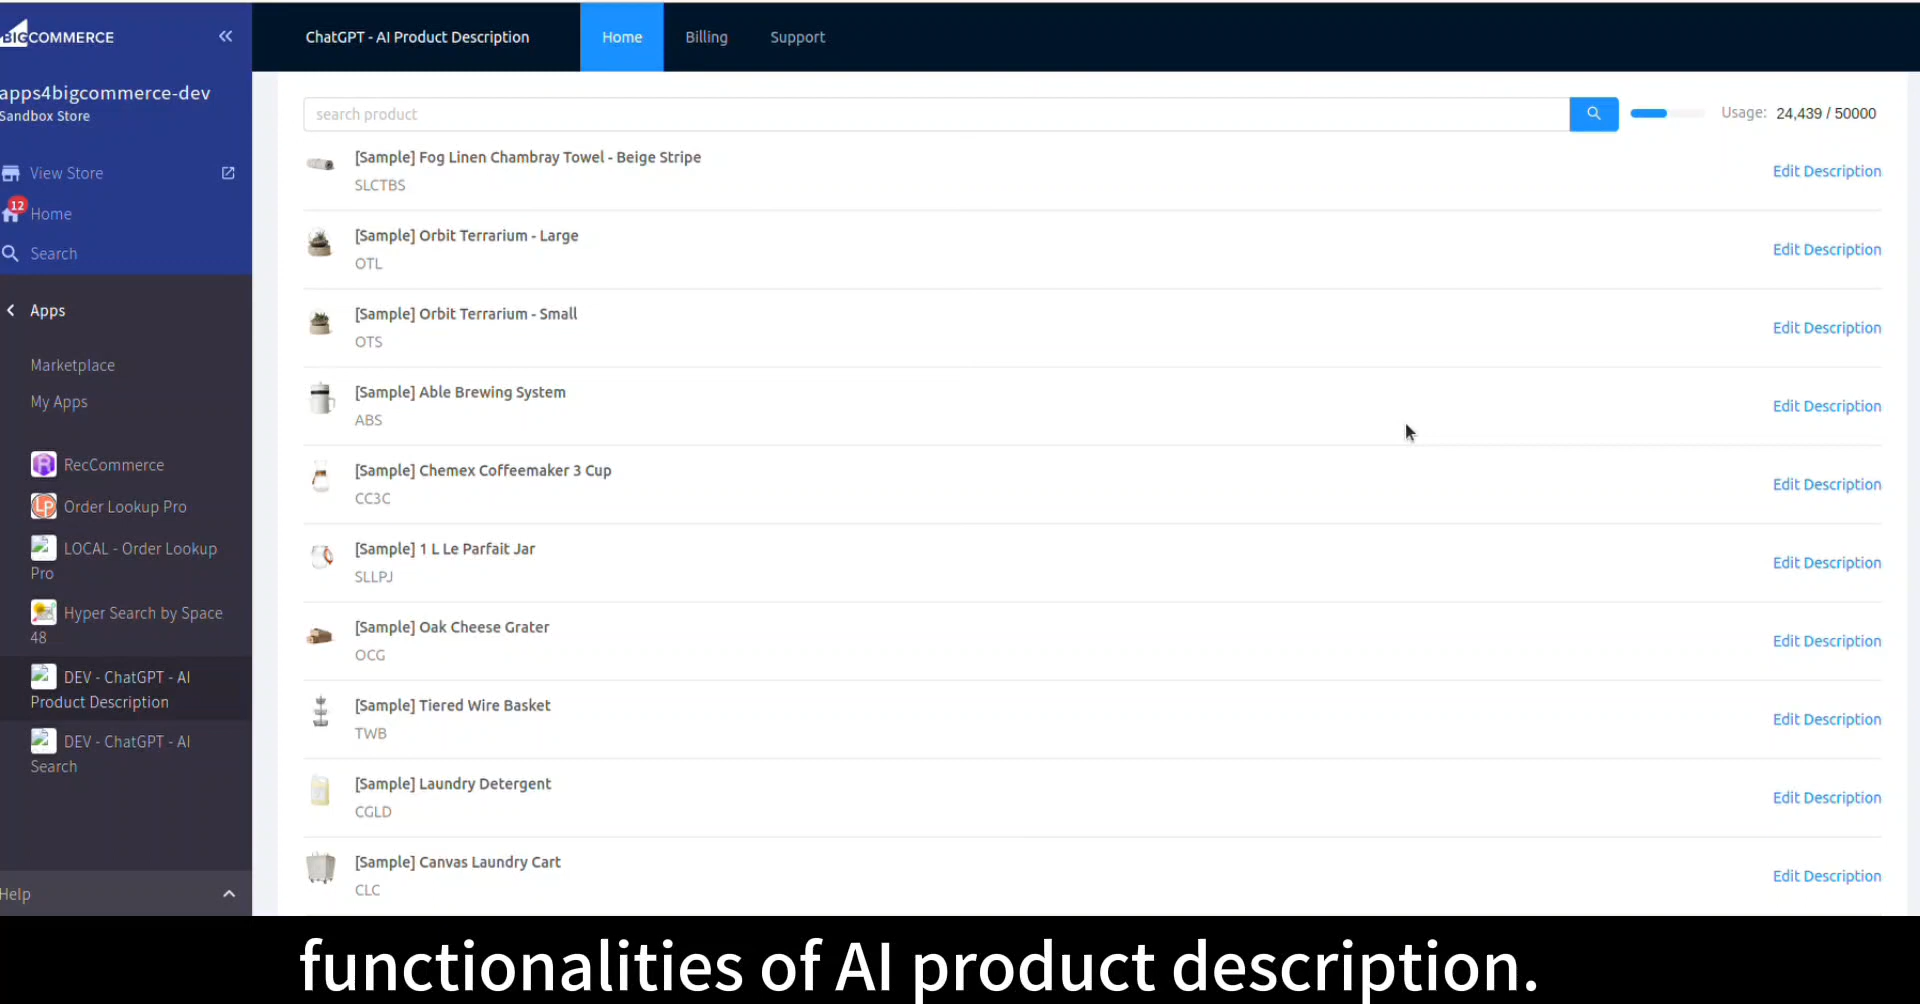 BIGCOMMERCE
ChatGPT - AI Product Description
Home
Billing
Support
apps4bigcommerce-dev
Sandbox Store
View Store
12
Home
Search
Apps
Marketplace
My Apps
RecCommerce
LP
Order Lookup Pro
LOCAL - Order Lookup
Pro
Hyper Search by Space
48
DEV - ChatGPT - AI
Product Description
DEV - ChatGPT - AI
Search
Help
search product
Usage: 24,439 / 50000
[Sample] Fog Linen Chambray Towel - Beige Stripe
SLCTBS
Edit Description
[Sample] Orbit Terrarium - Large
OTL
Edit Description
[Sample] Orbit Terrarium - Small
OTS
Edit Description
[Sample] Able Brewing System
ABS
Edit Description
[Sample] Chemex Coffeemaker 3 Cup
CC3C
Edit Description
[Sample] 1 L Le Parfait Jar
SLLPJ
Edit Description
[Sample] Oak Cheese Grater
OCG
Edit Description
[Sample] Tiered Wire Basket
TWB
Edit Description
[Sample] Laundry Detergent
CGLD
Edit Description
[Sample] Canvas Laundry Cart
CLC
Edit Description
functionalities of AI product description.